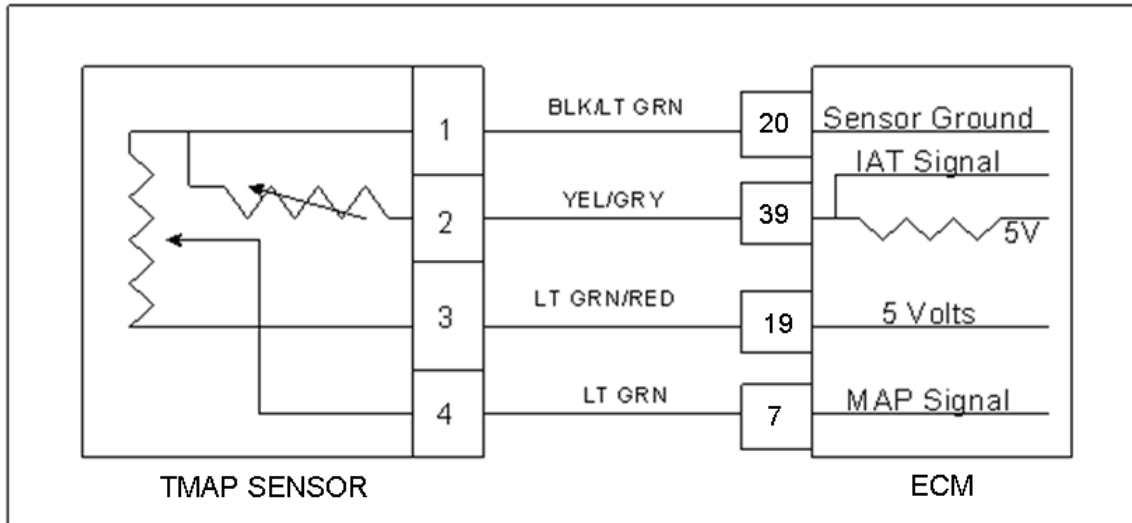 BLK/LT GRN
1
20
Sensor Ground
IAT Signal
YEL/GRY
2
39
5V
LT GRN/RED
3
19
5 Volts
LT GRN
4
7
MAP Signal
TMAP SENSOR
ECM